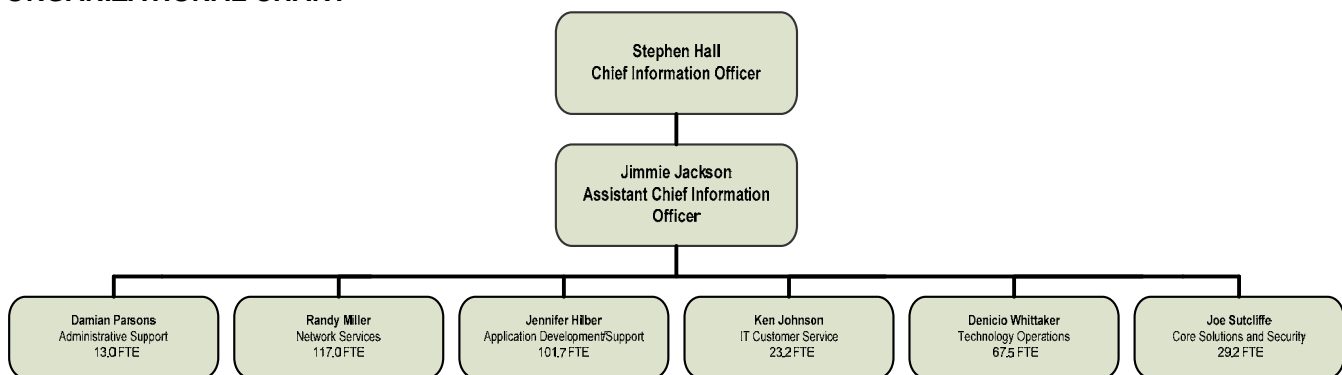 Stephen Hall
Chief Information Officer
Jimmie Jackson
Assistant Chief Information
Officer
Damian Parsons
Administrative Support
13.0 FTE
Randy Miller
Network Services
117.0 FTE
Jennifer Hilber
Application Development/Support
101.7 FTE
Ken Johnson
IT Customer Service
23.2 FTE
Denicio Whittaker
Technology Operations
67.5 FTE
Joe Sutcliffe
Core Solutions and Security
29.2 FTE